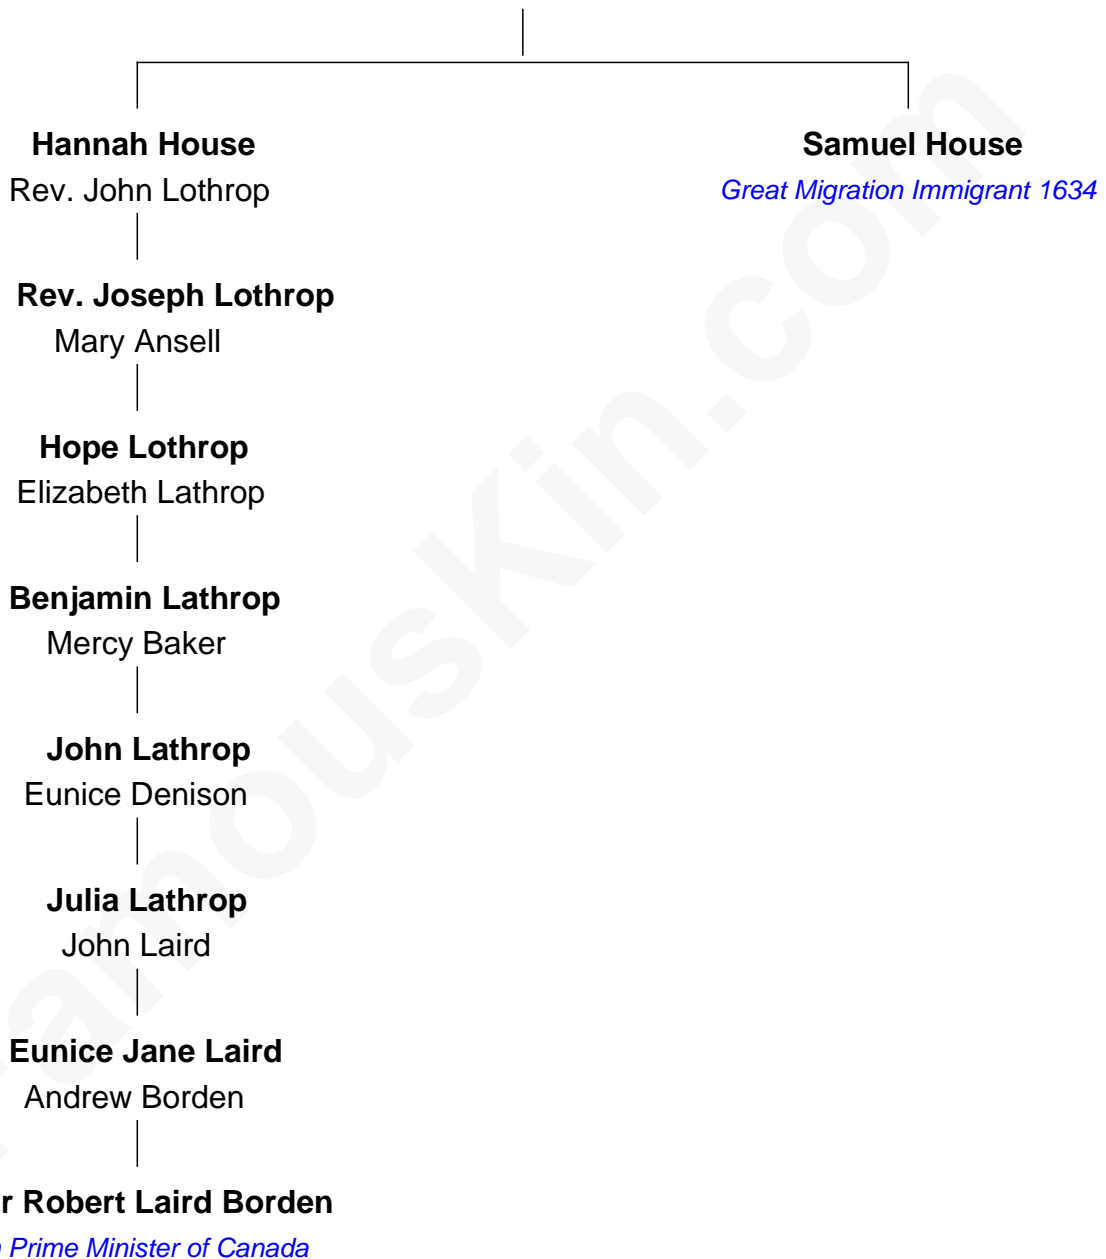 Hannah House
Rev. John Lothrop
Samuel House
Great Migration Immigrant 1634
Rev. Joseph Lothrop
Mary Ansell
Hope Lothrop
Elizabeth Lathrop
Benjamin Lathrop
Mercy Baker
John Lathrop
Eunice Denison
Julia Lathrop
John Laird
Eunice Jane Laird
Andrew Borden
r Robert Laird Borden
Prime Minister of Canada
FamousKin.com